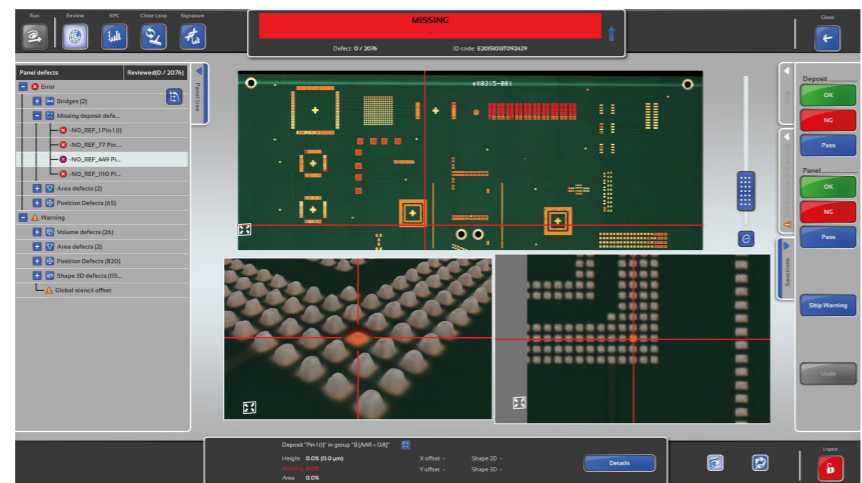 Run
Review
SPC
Close Loop
Signature
MISSING
Defect 0 / 2076
ID code: E20151013T092429
Close
Panel defects
Reviewed(0 / 2076)
Error
Bridges (2)
Missing deposit defe...
-NO_REF_1 Pin 1 (1)
-NO_REF_77 Pin ...
-NO_REF_449 Pi...
-NO_REF_1110 Pi...
Area defects (2)
Position Defects (65)
Warning
Volume defects (26)
Area defects (2)
Position Defects (820)
Shape 3D defects (115...
Global stencil offset
Panel tree
eX0315-001
Sanctions
Deposit
OK
NG
Pass
Panel
OK
NG
Pass
Skip Warning
Undo
Deposit "Pin 1 (1)" in group "B [AAR < 0.8]"
Height 0.0% (0.0 µm)
X offset -
Shape 2D -
Y offset -
Shape 3D -
Area 0.0%
Details
Logout